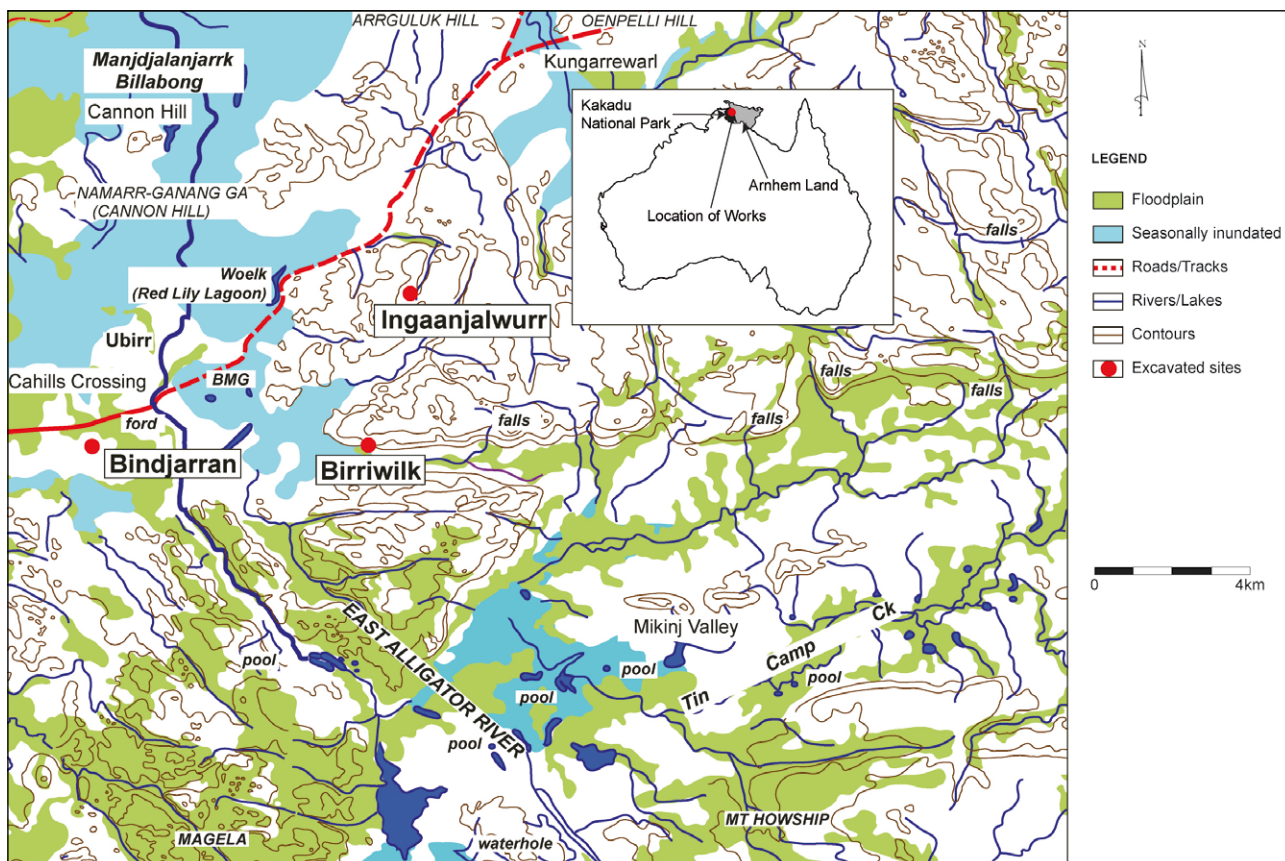 ARRGULUK HILL
OENPELLI HILL
Manjdjalanjarrk
Billabong
Kungarrewarl
Cannon Hill
Kakadu
National Park
Arnhem Land
Location of Works
NAMARR-GANANG GA
(CANNON HILL)
falls
Woelk
(Red Lily Lagoon)
Ingaanjalwurr
Ubirr
Cahills Crossing
BMG
falls
falls
ford
falls
falls
Bindjarran
Birriwilk
EAST ALLIGATOR RIVER
Mikinj Valley
Tin Camp Ck
pool
pool
pool
pool
pool
MAGELA
waterhole
MT HOWSHIP
N
LEGEND
Floodplain
Seasonally inundated
Roads/Tracks
Rivers/Lakes
Contours
Excavated sites
0 4km